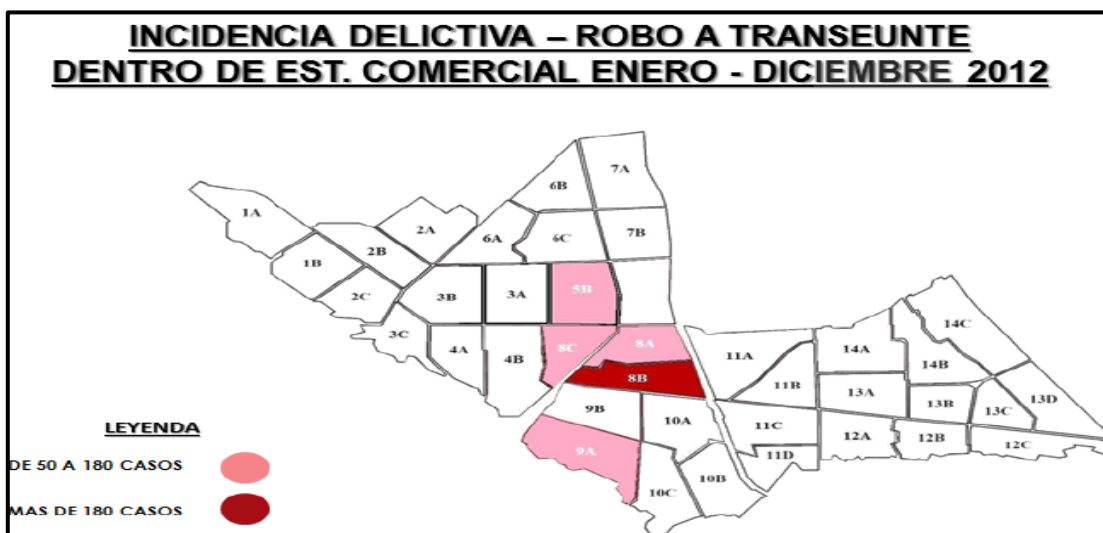 INCIDENCIA DELICTIVA – ROBO A TRANSEUNTE
DENTRO DE EST. COMERCIAL ENERO - DICIEMBRE 2012
7A
6B
1A
2A
6A
6C
7B
2B
1B
2C
3B
3A
5B
3C
4A
4B
8C
8A
8B
9B
10A
9A
10C
10B
11A
11B
11C
11D
14A
14B
14C
13A
13B
13C
13D
12A
12B
12C
LEYENDA
DE 50 A 180 CASOS
MAS DE 180 CASOS